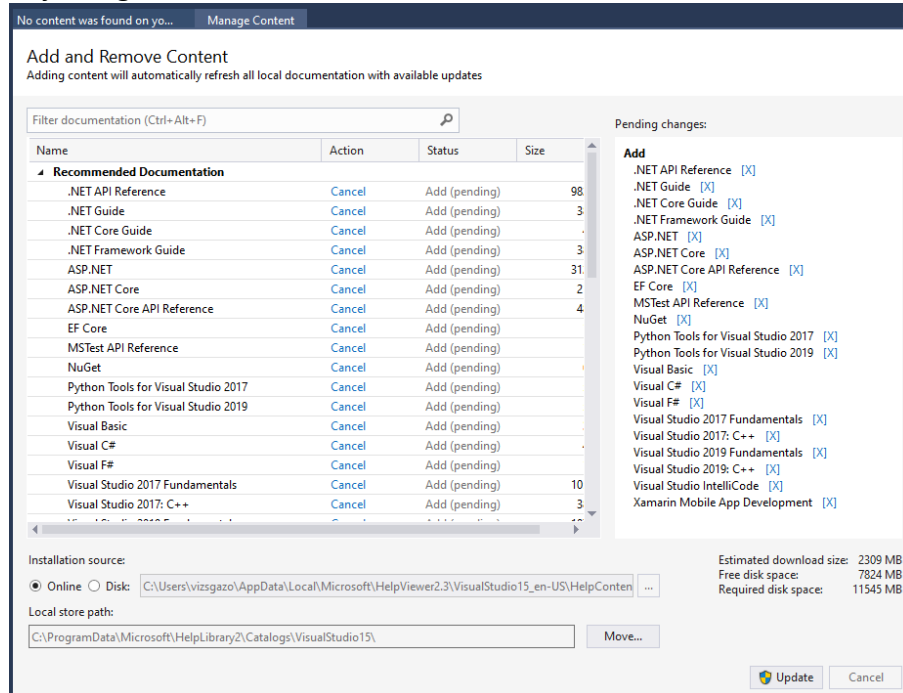 No content was found on yo... Manage Content
Add and Remove Content
Adding content will automatically refresh all local documentation with available updates
Filter documentation (Ctrl+Alt+F)
Name Action Status Size
Recommended Documentation
.NET API Reference Cancel Add (pending)
.NET Guide Cancel Add (pending)
.NET Core Guide Cancel Add (pending)
.NET Framework Guide Cancel Add (pending)
ASP.NET Cancel Add (pending)
ASP.NET Core Cancel Add (pending)
ASP.NET Core API Reference Cancel Add (pending)
EF Core Cancel Add (pending)
MSTest API Reference Cancel Add (pending)
NuGet Cancel Add (pending)
Python Tools for Visual Studio 2017 Cancel Add (pending)
Python Tools for Visual Studio 2019 Cancel Add (pending)
Visual Basic Cancel Add (pending)
Visual C# Cancel Add (pending)
Visual F# Cancel Add (pending)
Visual Studio 2017 Fundamentals Cancel Add (pending) 10
Visual Studio 2017: C++ Cancel Add (pending)
Pending changes:
Add
.NET API Reference [X]
.NET Guide [X]
.NET Core Guide [X]
.NET Framework Guide [X]
ASP.NET [X]
ASP.NET Core [X]
ASP.NET Core API Reference [X]
EF Core [X]
MSTest API Reference [X]
NuGet [X]
Python Tools for Visual Studio 2017 [X]
Python Tools for Visual Studio 2019 [X]
Visual Basic [X]
Visual C# [X]
Visual F# [X]
Visual Studio 2017 Fundamentals [X]
Visual Studio 2017: C++ [X]
Visual Studio 2019 Fundamentals [X]
Visual Studio 2019: C++ [X]
Visual Studio IntelliCode [X]
Xamarin Mobile App Development [X]
Installation source:
Online Disk: C:\Users\vizsgazo\AppData\Local\Microsoft\HelpViewer2.3\VisualStudio15_en-US\HelpConten ...
Local store path:
C:\ProgramData\Microsoft\HelpLibrary2\Catalogs\VisualStudio15\ Move...
Estimated download size: 2309 MB
Free disk space: 7824 MB
Required disk space: 11545 MB
Update Cancel